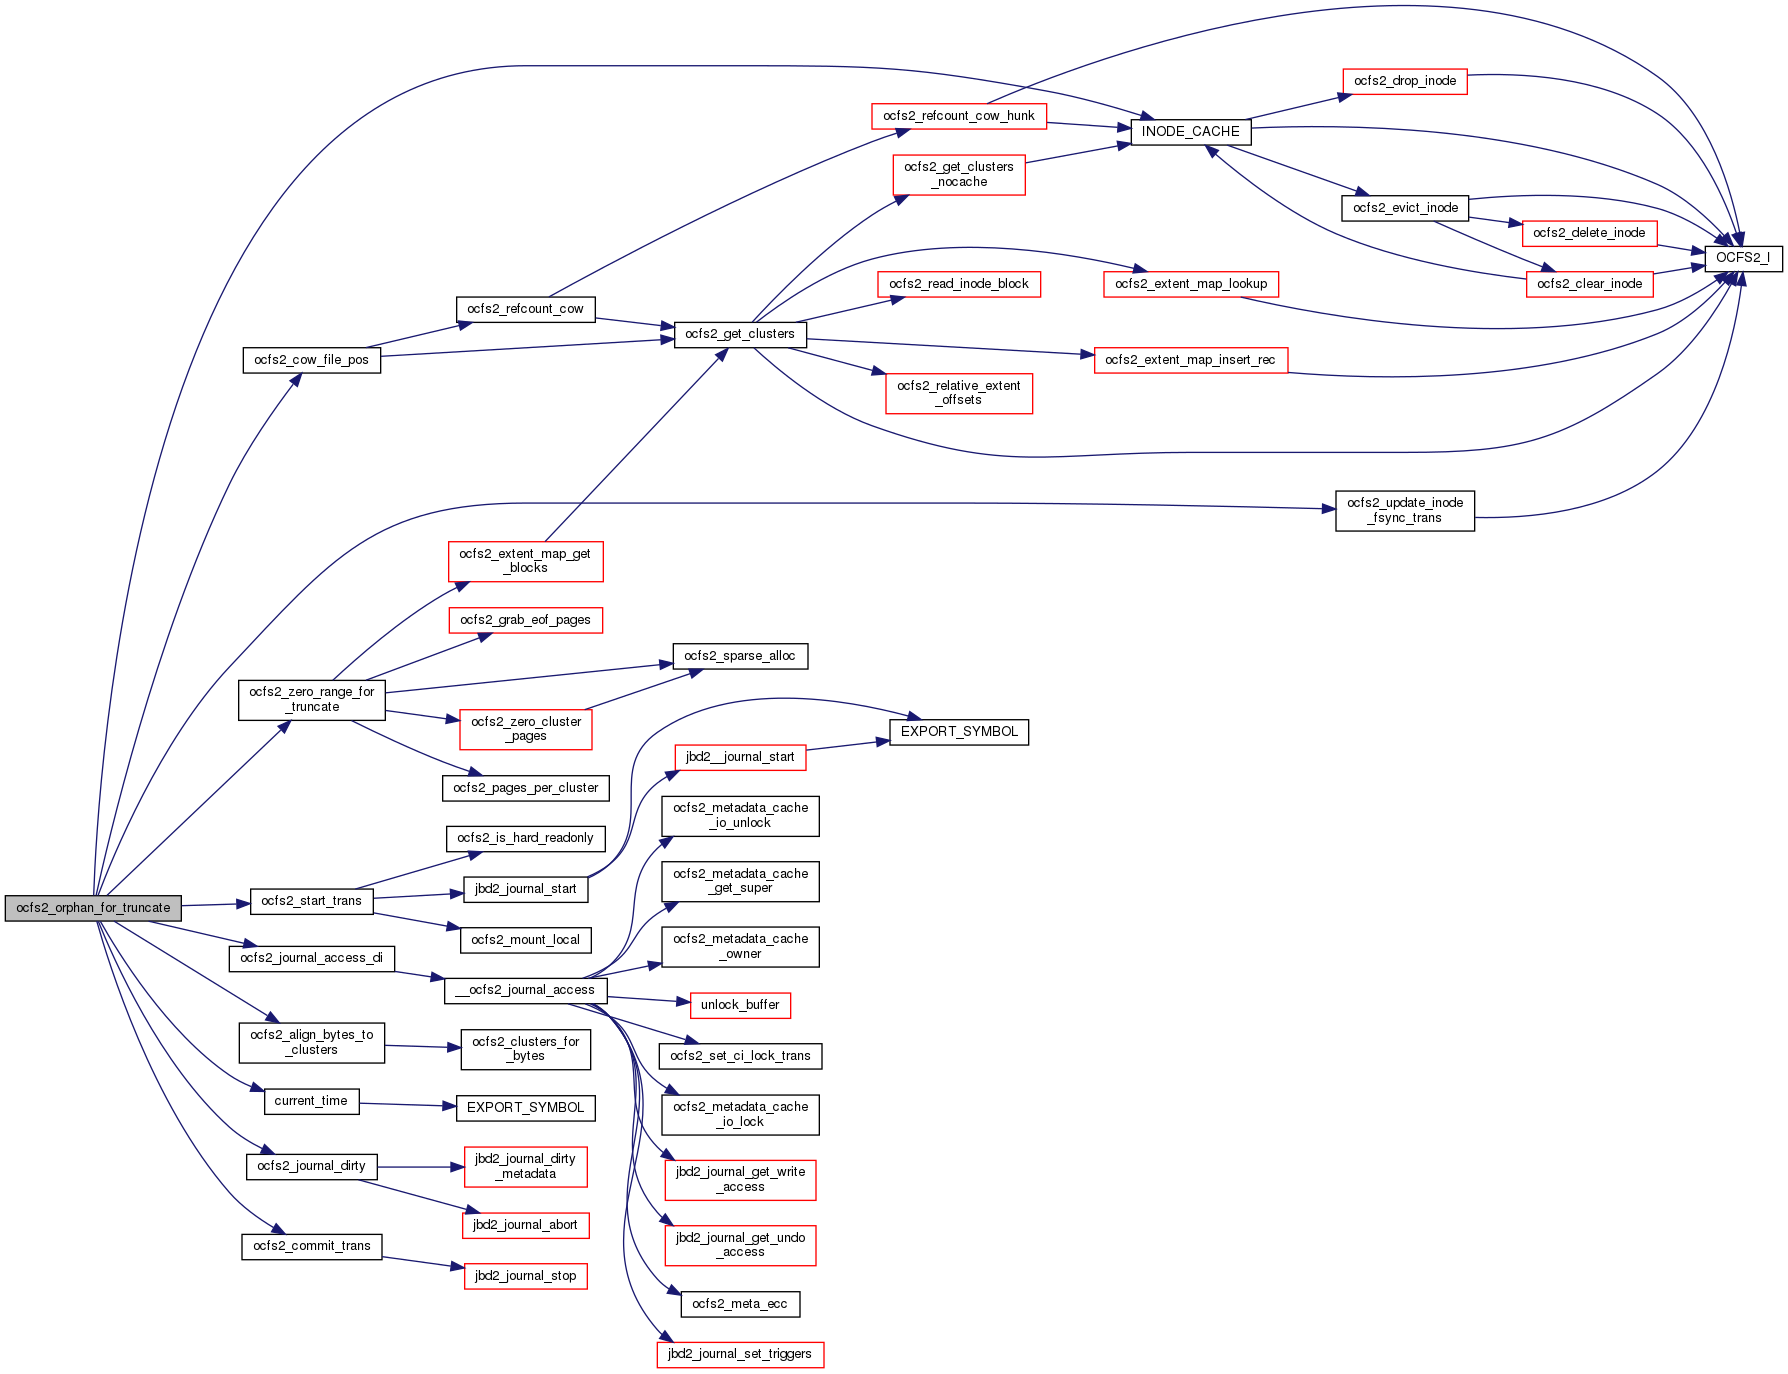 ocfs2_orphan_for_truncate
ocfs2_cow_file_pos
ocfs2_zero_range_for
_truncate
ocfs2_start_trans
ocfs2_journal_access_di
ocfs2_align_bytes_to
_clusters
current_time
ocfs2_journal_dirty
ocfs2_commit_trans
ocfs2_refcount_cow
ocfs2_extent_map_get
_blocks
ocfs2_grab_eof_pages
ocfs2_zero_cluster
_pages
ocfs2_pages_per_cluster
ocfs2_is_hard_readonly
jbd2_journal_start
ocfs2_mount_local
__ocfs2_journal_access
ocfs2_clusters_for
_bytes
EXPORT_SYMBOL
jbd2_journal_dirty
_metadata
jbd2_journal_abort
jbd2_journal_stop
ocfs2_get_clusters
ocfs2_sparse_alloc
jbd2__journal_start
ocfs2_metadata_cache
_io_unlock
ocfs2_metadata_cache
_get_super
ocfs2_metadata_cache
_owner
unlock_buffer
ocfs2_set_ci_lock_trans
ocfs2_metadata_cache
_io_lock
jbd2_journal_get_write
_access
jbd2_journal_get_undo
_access
ocfs2_meta_ecc
jbd2_journal_set_triggers
ocfs2_refcount_cow_hunk
ocfs2_get_clusters
_nocache
ocfs2_read_inode_block
ocfs2_relative_extent
_offsets
EXPORT_SYMBOL
INODE_CACHE
ocfs2_extent_map_lookup
ocfs2_extent_map_insert_rec
ocfs2_drop_inode
ocfs2_evict_inode
ocfs2_update_inode
_fsync_trans
ocfs2_delete_inode
ocfs2_clear_inode
OCFS2_I